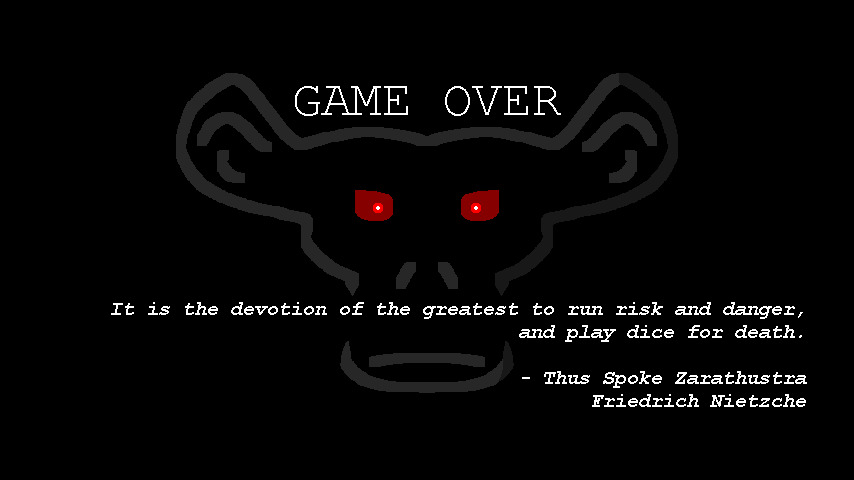 GAME OVER
It is the devotion of the greatest to run risk and danger,
and play dice for death.
- Thus Spoke Zarathustra
Friedrich Nietzche